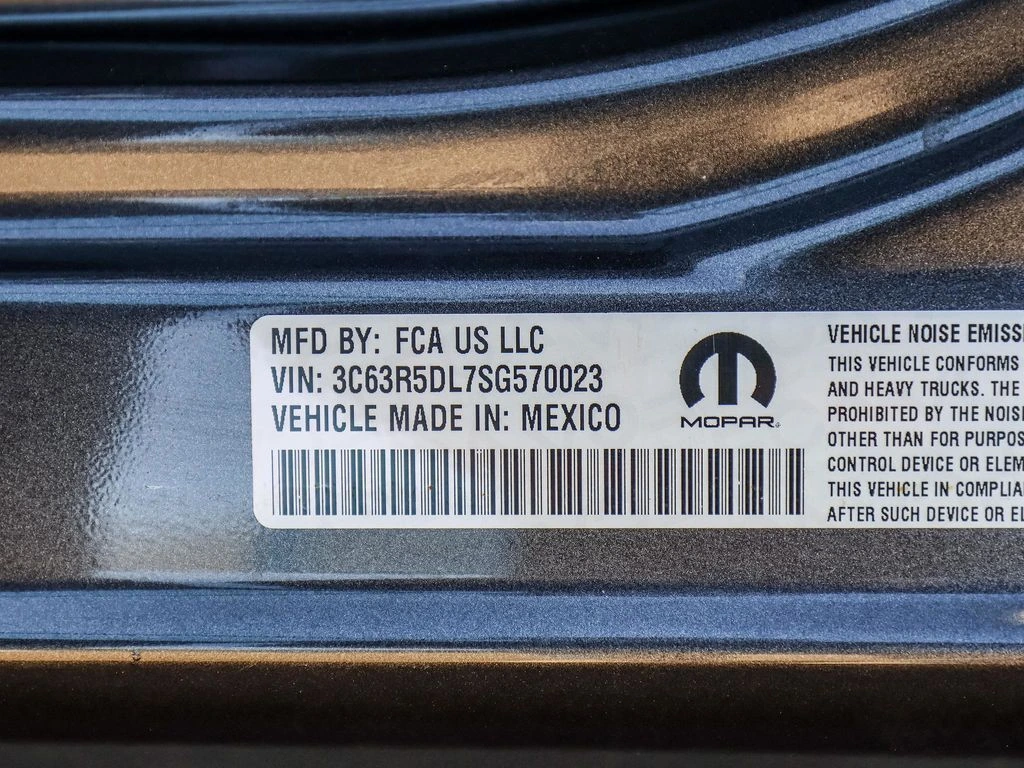 MFD BY: FCA US LLC
VIN: 3C63R5DL7SG570023
VEHICLE MADE IN: MEXICO
MOPAR
VEHICLE NOISE EMISSI
THIS VEHICLE CONFORMS
AND HEAVY TRUCKS. THE
PROHIBITED BY THE NOIS
OTHER THAN FOR PURPOS
CONTROL DEVICE OR ELEM
THIS VEHICLE IN COMPLIA
AFTER SUCH DEVICE OR EL